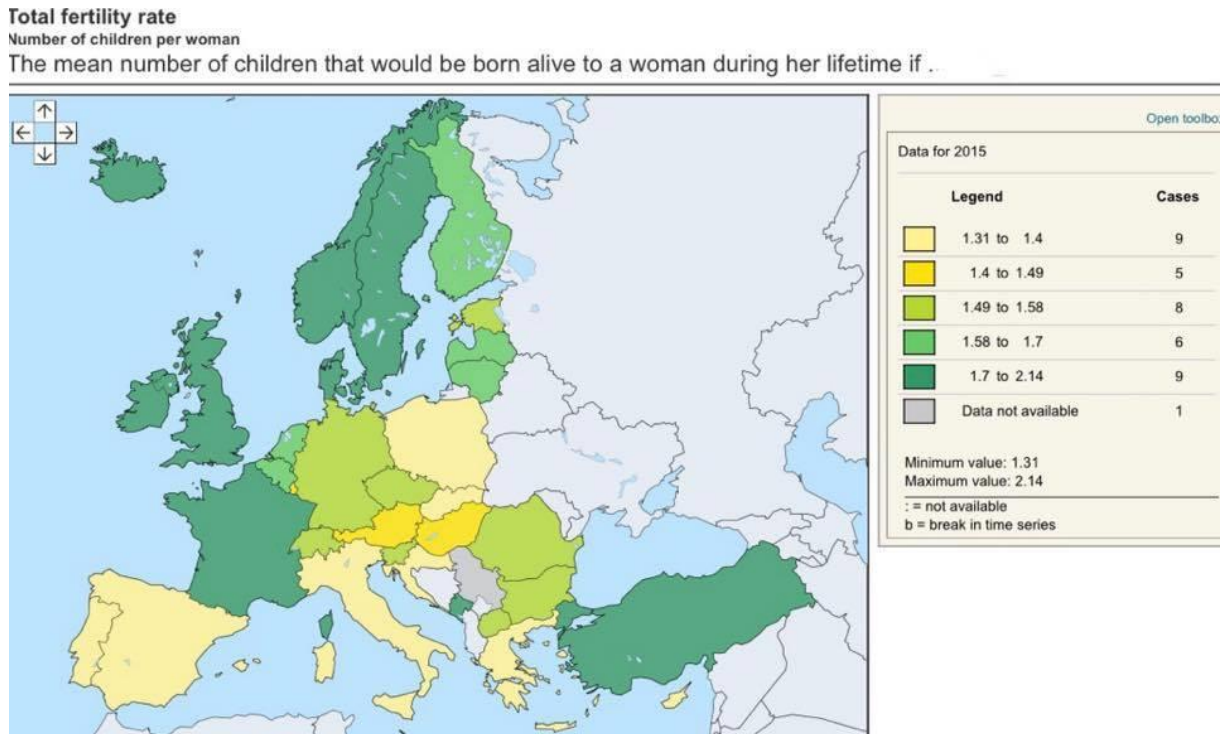 Total fertility rate
Number of children per woman
The mean number of children that would be born alive to a woman during her lifetime if .
Open toolbox
Data for 2015
Legend Cases
1.31 to 1.4 9
1.4 to 1.49 5
1.49 to 1.58 8
1.58 to 1.7 6
1.7 to 2.14 9
Data not available 1
Minimum value: 1.31
Maximum value: 2.14
: = not available
b = break in time series